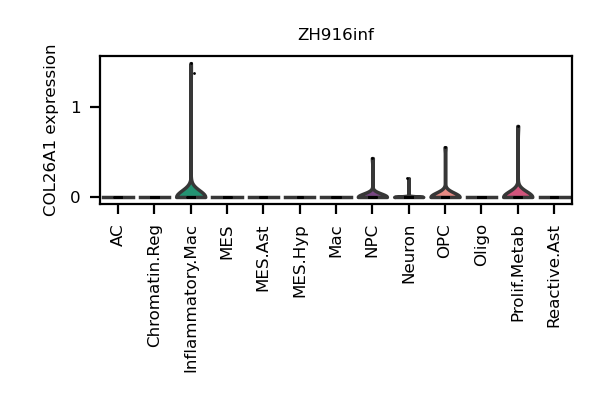 ZH916inf
COL26A1 expression
1
0
AC
Chromatin.Reg
Inflammatory.Mac
MES
MES.Ast
MES.Hyp
Mac
NPC
Neuron
OPC
Oligo
Prolif.Metab
Reactive.Ast